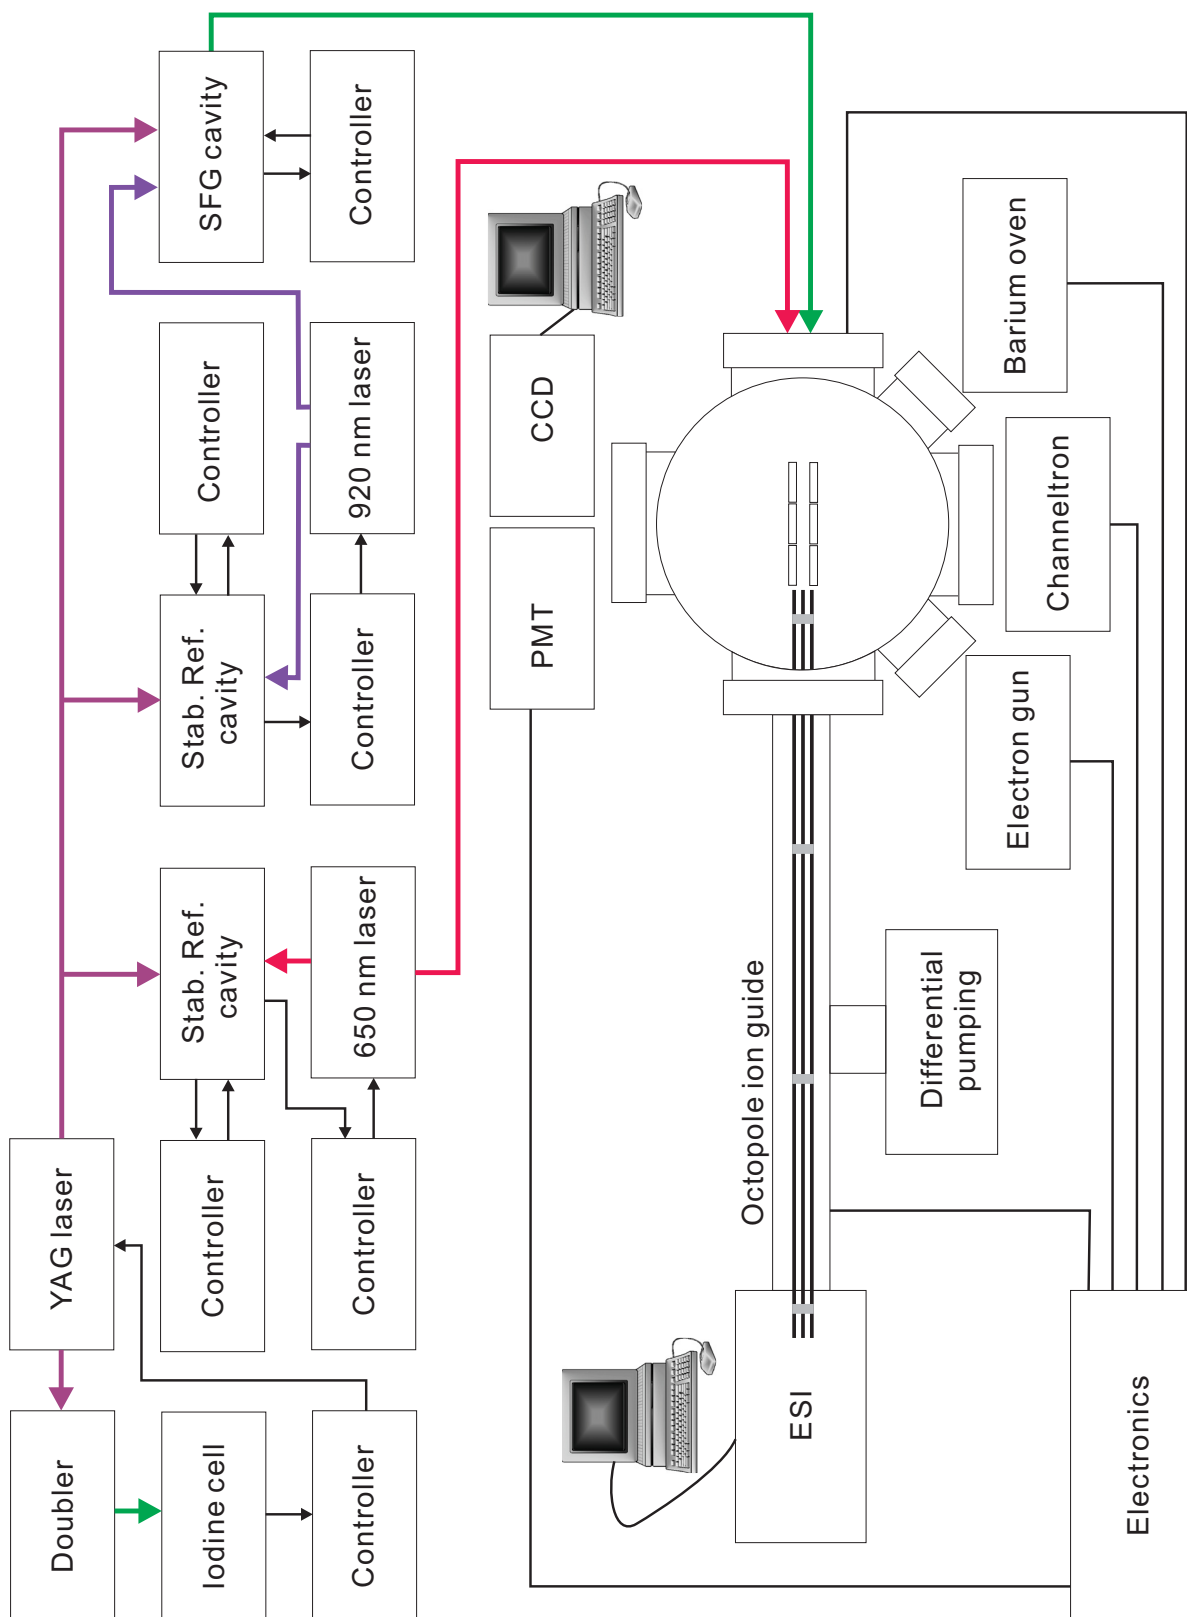 SFG cavity
Controller
Controller
920 nm laser
Stab. Ref.
cavity
Controller
Stab. Ref.
cavity
650 nm laser
Controller
Controller
YAG laser
Doubler
Iodine cell
Controller
CCD
PMT
Barium oven
Channeltron
Electron gun
Differential
pumping
Octopole ion guide
ESI
Electronics